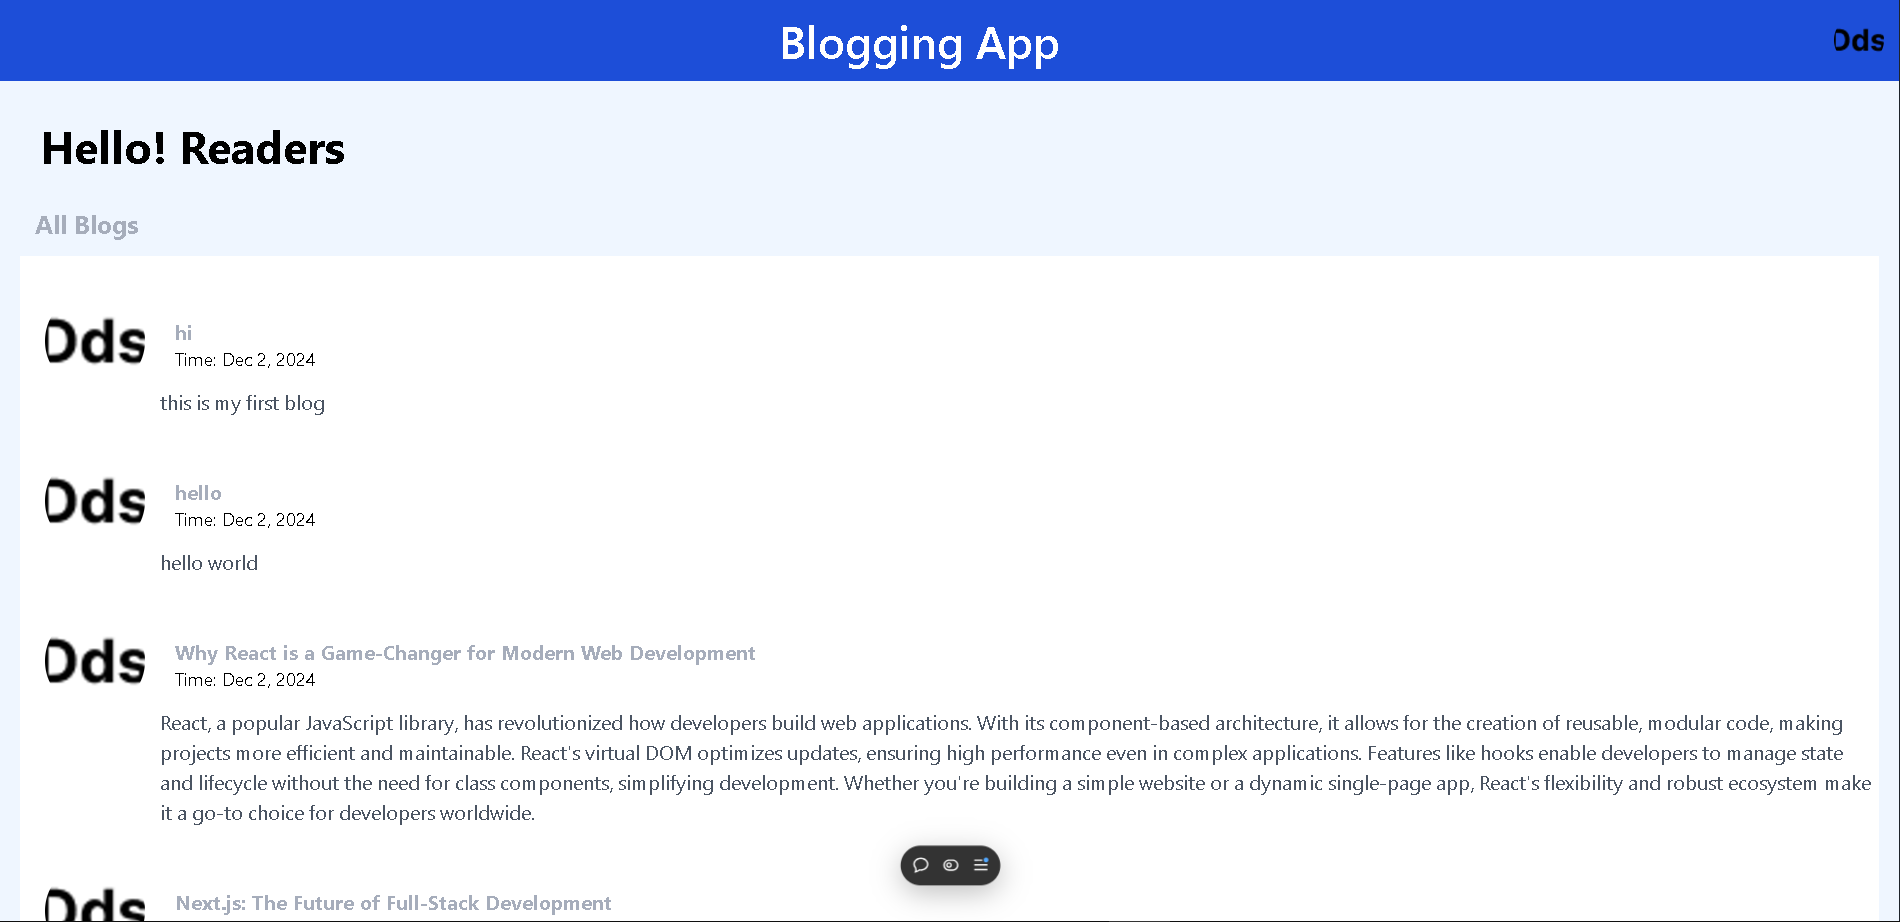 Blogging App
Dds
Hello! Readers
All Blogs
Dds
hi
Time: Dec 2, 2024
this is my first blog
Dds
hello
Time: Dec 2, 2024
hello world
Dds
Why React is a Game-Changer for Modern Web Development
Time: Dec 2, 2024
React, a popular JavaScript library, has revolutionized how developers build web applications. With its component-based architecture, it allows for the creation of reusable, modular code, making
projects more efficient and maintainable. React's virtual DOM optimizes updates, ensuring high performance even in complex applications. Features like hooks enable developers to manage state
and lifecycle without the need for class components, simplifying development. Whether you're building a simple website or a dynamic single-page app, React's flexibility and robust ecosystem make
it a go-to choice for developers worldwide.
Dds
Next.js: The Future of Full-Stack Development